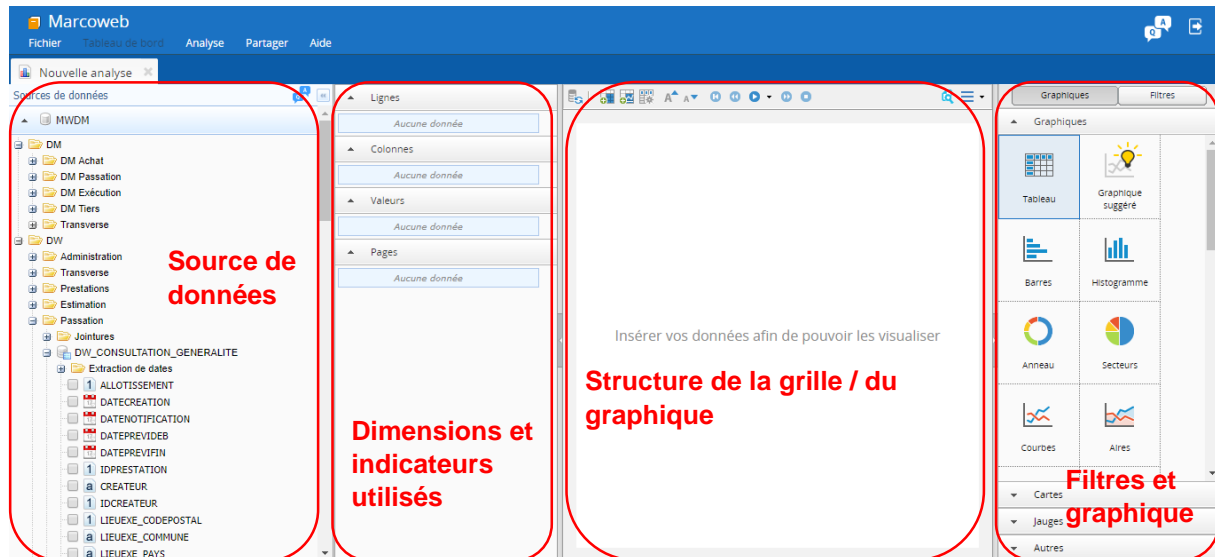 Marcoweb
Fichier Tableau de bord Analyse Partager Aide
Nouvelle analyse
Sources de données
MWDM
DM
DM Achat
DM Passation
DM Exécution
DM Tiers
Transverse
DW
Administration
Transverse
Prestations
Estimation
Passation
Jointures
DW_CONSULTATION_GENERALITE
Extraction de dates
ALLOTISSEMENT
DATECREATION
DATENOTIFICATION
DATEPREVIDEB
DATEPREVIFIN
IDPRESTATION
CREATEUR
IDCREATEUR
LIEUEXE_CODEPOSTAL
LIEUEXE_COMMUNE
LIEUEXE_PAYS
Source de
données
Lignes
Aucune donnée
Colonnes
Aucune donnée
Valeurs
Aucune donnée
Pages
Aucune donnée
Dimensions et
indicateurs
utilisés
Insérer vos données afin de pouvoir les visualiser
Structure de la grille / du
graphique
Graphiques Filtres
Graphiques
Tableau
Graphique
suggéré
Barres
Histogramme
Anneau
Secteurs
Courbes
Aires
Cartes
Jauges
Autres
Filtres et
graphique